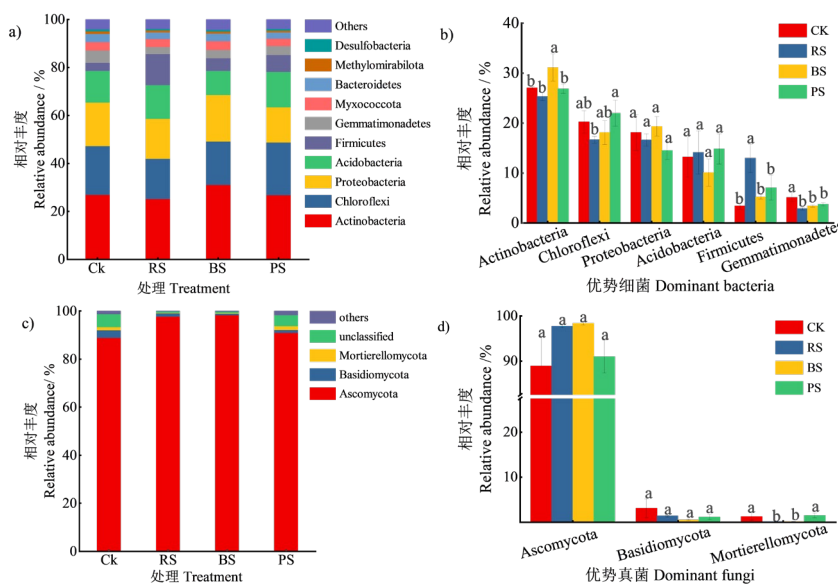 a)
相对丰度
Relative abundance / %
100
80
60
40
20
0
Ck
RS
BS
PS
处理 Treatment
Others
Desulfobacteria
Methylomirabilota
Bacteroidetes
Myxococcota
Gemmatimonadetes
Firmicutes
Acidobacteria
Proteobacteria
Chloroflexi
Actinobacteria
b)
相对丰度
Relative abundance / %
40
30
20
10
0
b b a b
ab b ab a
a a a a
a a a a
b a b b
a b b b
CK
RS
BS
PS
Actinobacteria
Chloroflexi
Proteobacteria
Acidobacteria
Firmicutes
Gemmatimonadetes
优势细菌 Dominant bacteria
c)
相对丰度
Relative abundance/ %
100
80
60
40
20
0
Ck
RS
BS
PS
处理 Treatment
others
unclassified
Mortierellomycota
Basidiomycota
Ascomycota
d)
相对丰度
Relative abundance /%
100
90
20
10
a a a a
a a a a
a b b a
CK
RS
BS
PS
Ascomycota
Basidiomycota
Mortierellomycota
优势真菌 Dominant fungi